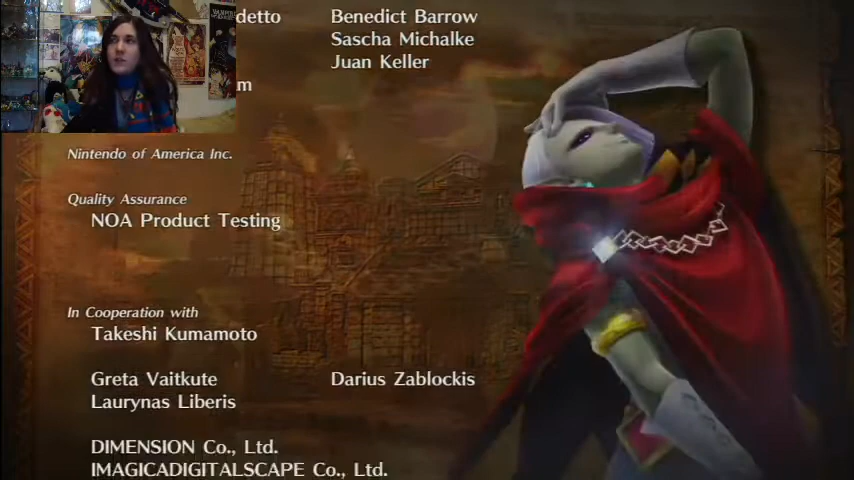 detto
Benedict Barrow
Sascha Michalke
Juan Keller
m
Nintendo of America Inc.
Quality Assurance
NOA Product Testing
In Cooperation with
Takeshi Kumamoto
Greta Vaitkute
Darius Zablockis
Laurynas Liberis
DIMENSION Co., Ltd.
IMAGICADIGITALSCAPE Co., Ltd.